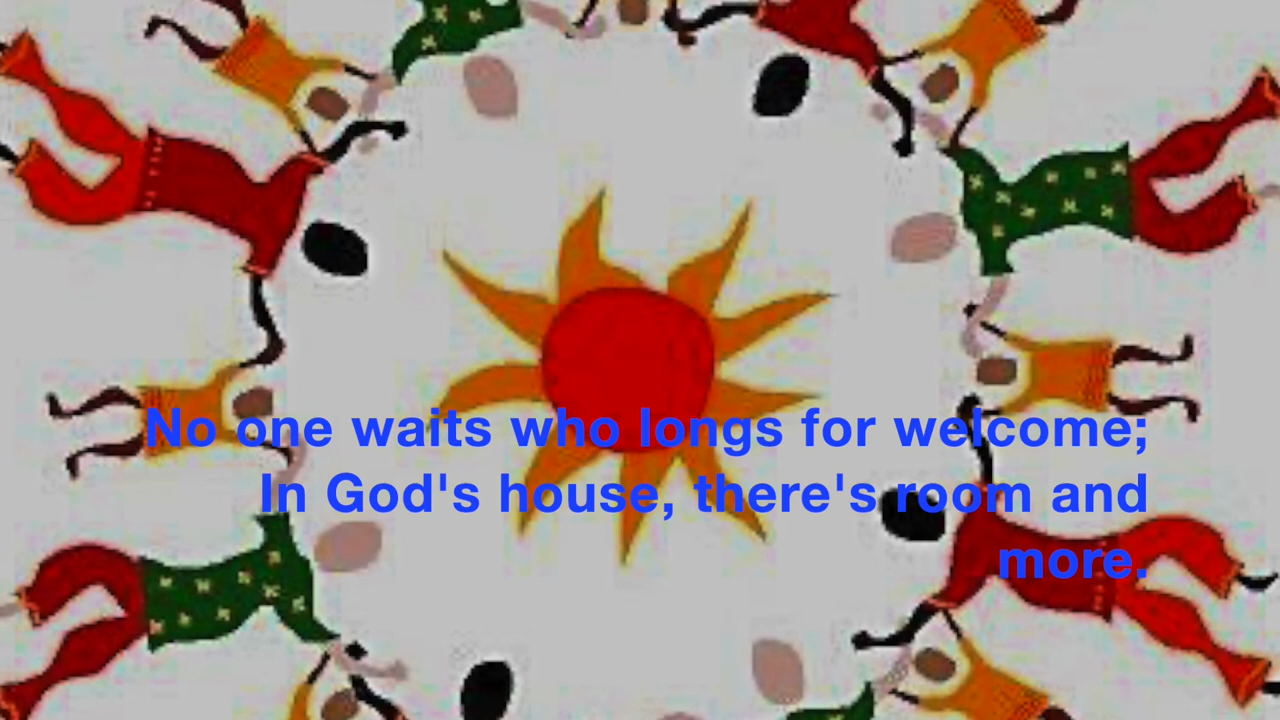 No one waits who longs for welcome;
In God's house, there's room and
more.